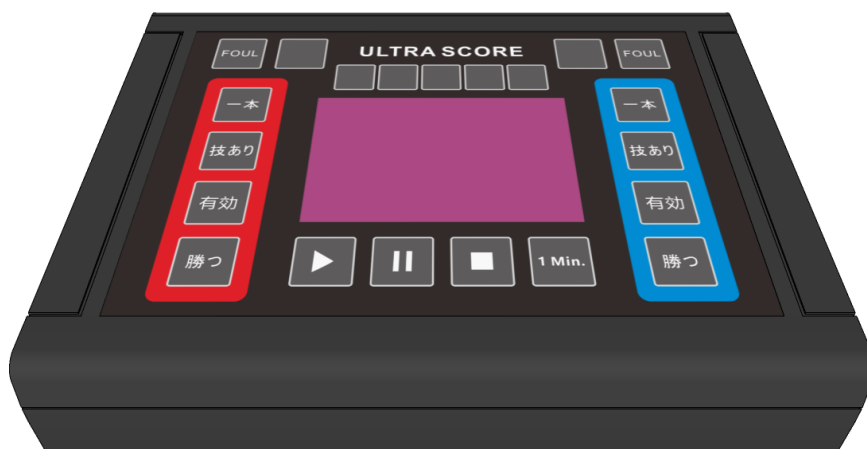 FOUL ULTRA SCORE FOUL
一本 一本
技あり 技あり
有効 有効
勝つ 1 Min. 勝つ